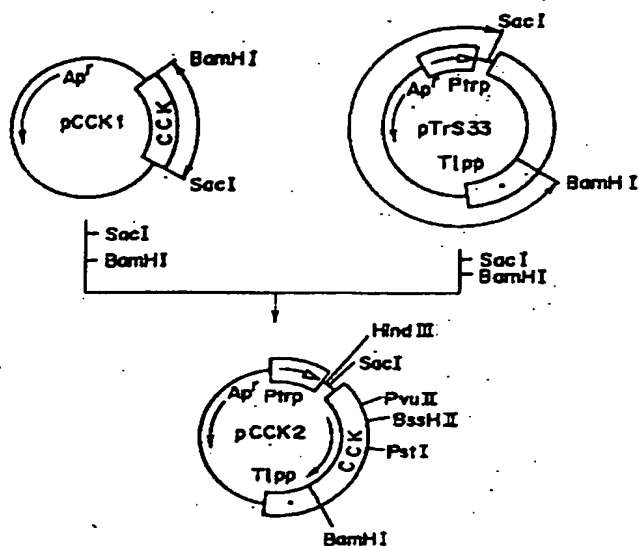 BamHI
Apr
pCCK1
CCK
SacI
SacI
BamHI
SacI
Apr Ptrp
pTrS33
Tlpp
BamHI
SacI
BamHI
HindIII
SacI
Apr Ptrp
PvuII
BssHII
pCCK2
CCK
PstI
Tlpp
BamHI